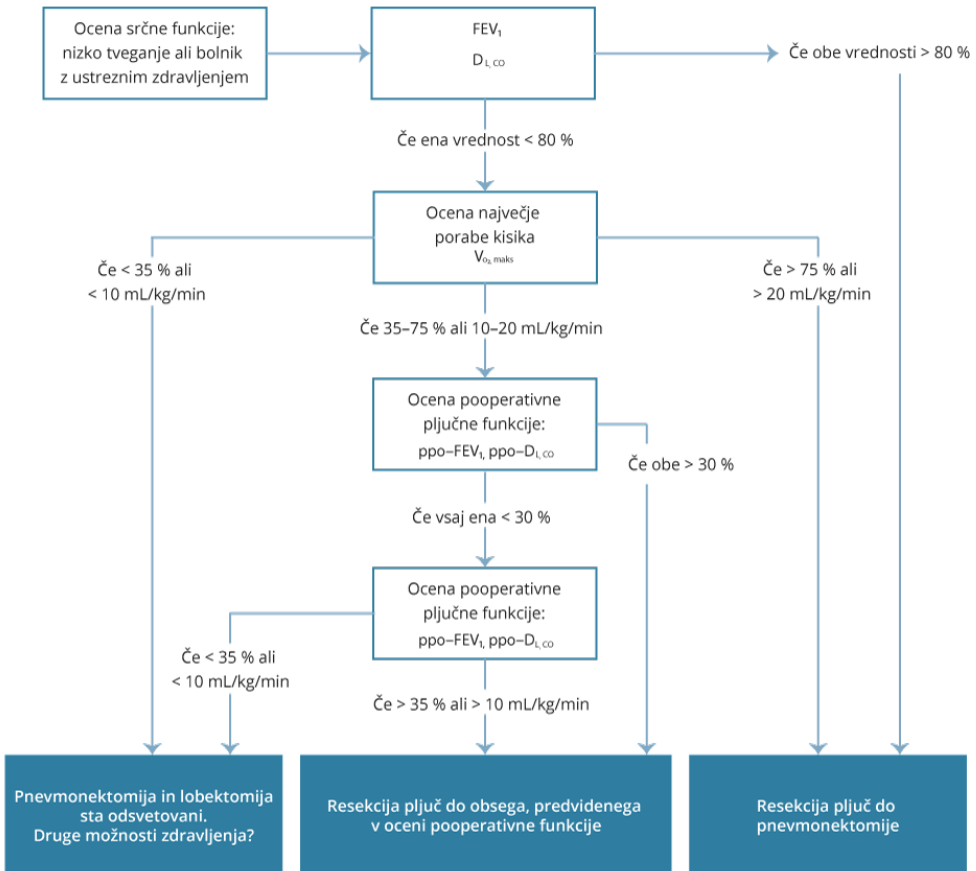 Ocena srčne funkcije:
nizko tveganje ali bolnik
z ustreznim zdravljenjem
FEV₁
D_L, CO
Če obe vrednosti > 80 %
Če ena vrednost < 80 %
Ocena največje
porabe kisika
V_O₂, maks
Če < 35 % ali
< 10 mL/kg/min
Če > 75 % ali
> 20 mL/kg/min
Če 35–75 % ali 10–20 mL/kg/min
Ocena pooperativne
pljučne funkcije:
ppo–FEV₁, ppo–D_L, CO
Če obe > 30 %
Če vsaj ena < 30 %
Ocena pooperativne
pljučne funkcije:
ppo–FEV₁, ppo–D_L, CO
Če < 35 % ali
< 10 mL/kg/min
Če > 35 % ali > 10 mL/kg/min
Pnevmonektomija in lobektomija
sta odsvetovani.
Druge možnosti zdravljenja?
Resekcija pljuč do obsega, predvidenega
v oceni pooperativne funkcije
Resekcija pljuč do
pnevmonektomije